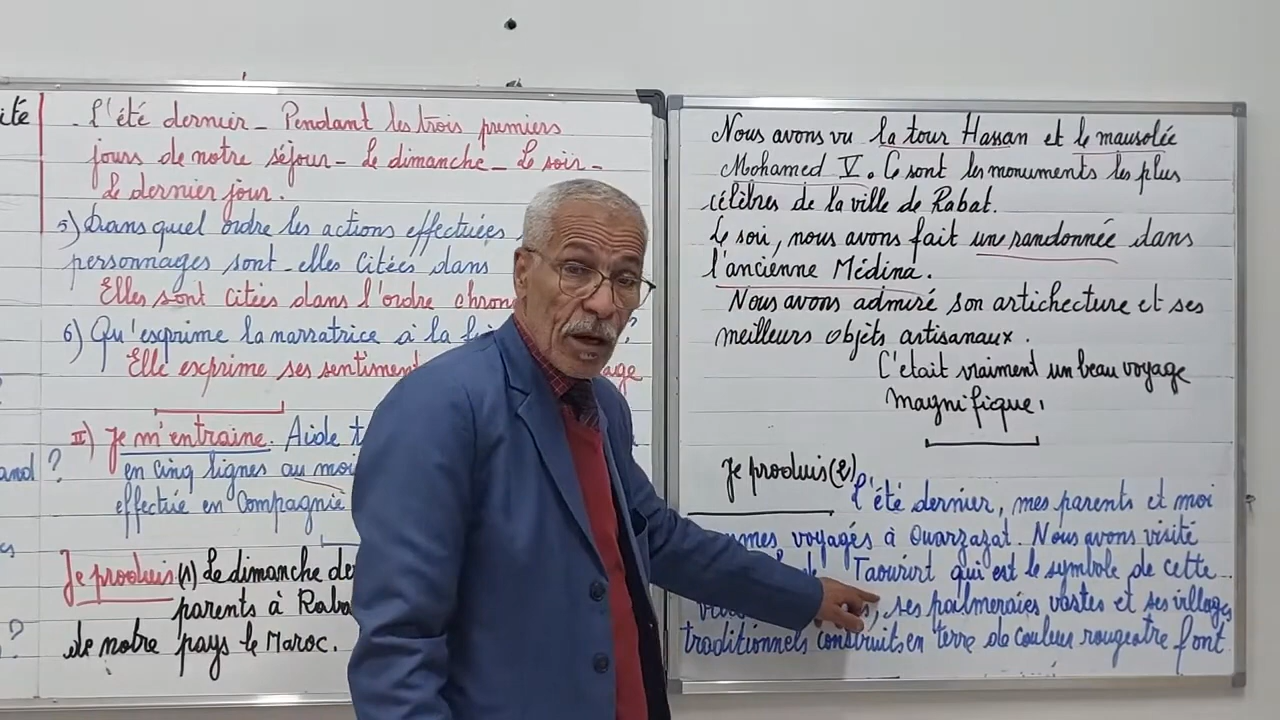 ité
. L'été dernier - Pendant les trois premiers
jours de notre séjour - Le dimanche - Le soir -
Le dernier jour.
5) Dans quel ordre les actions effectuées
personnages sont-elles citées dans
Elles sont citées dans l'ordre chron
6) Qu'exprime la narratrice à la ?
Elle exprime ses sentiment age
and ?
II) Je m'entraine. Aide
en cinq lignes au moi
effectué en Compagnie
Je produis (1) Le dimanche de
parents à Raba
?
de notre pays le Maroc.
Nous avons vu la tour Hassan et le mausolée
Mohamed V. Ce sont les monuments les plus
célèbres de la ville de Rabat.
Le soir, nous avons fait un randonnée dans
l'ancienne Médina.
Nous avons admiré son artichecture et ses
meilleurs objets artisanaux.
C'était vraiment un beau voyage
magnifique.
Je produis (2)
L'été dernier, mes parents et moi
mmes voyagés à Ouarzazat. Nous avons visité
Taourirt qui est le symbole de cette
, ses palmeraies vastes et ses villages
traditionnels construits en terre de couleur rougeatre font